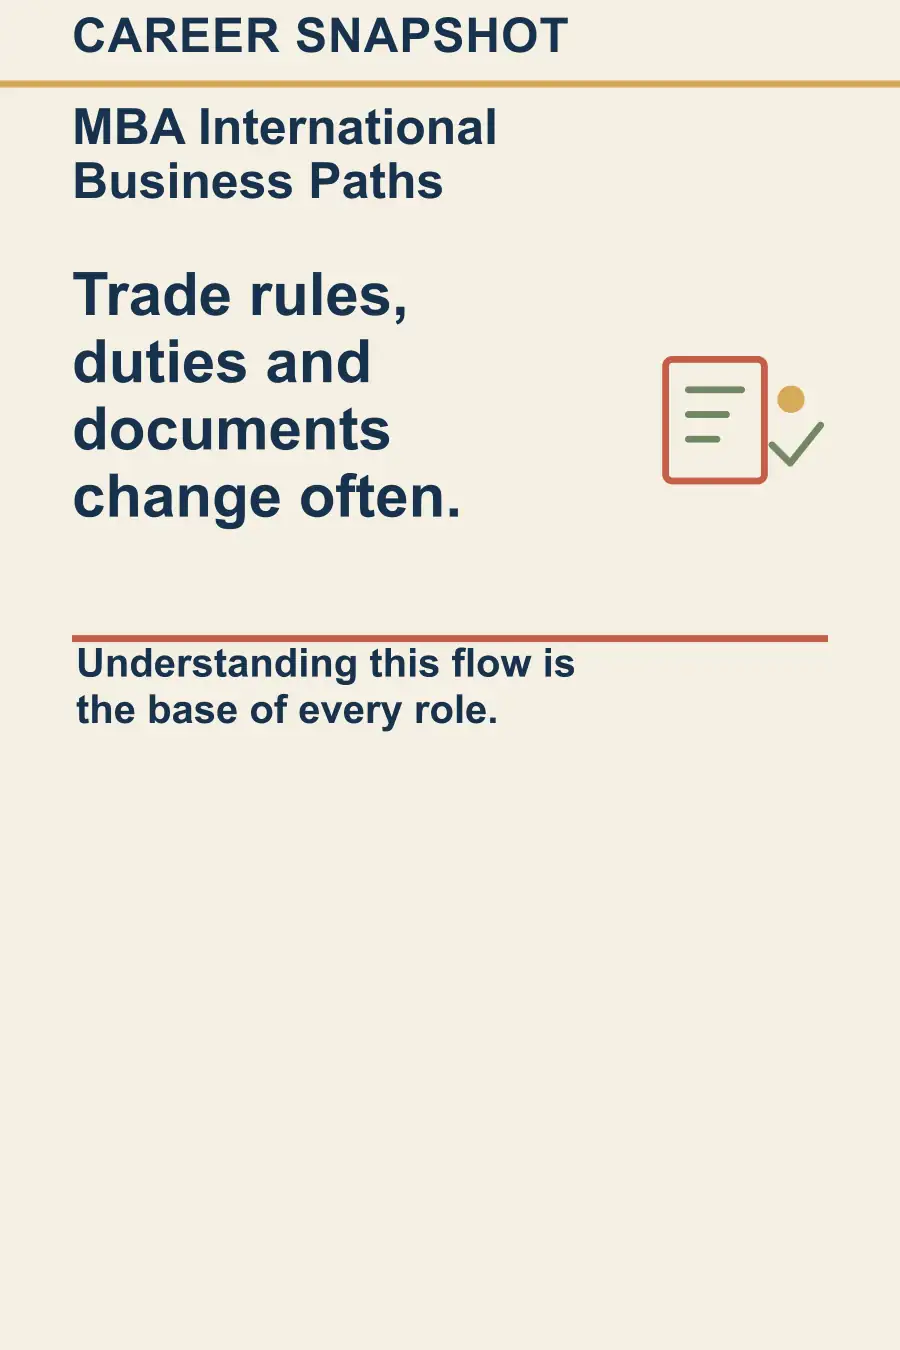 CAREER SNAPSHOT
MBA International
Business Paths
Trade rules,
duties and
documents
change often.
Understanding this flow is
the base of every role.